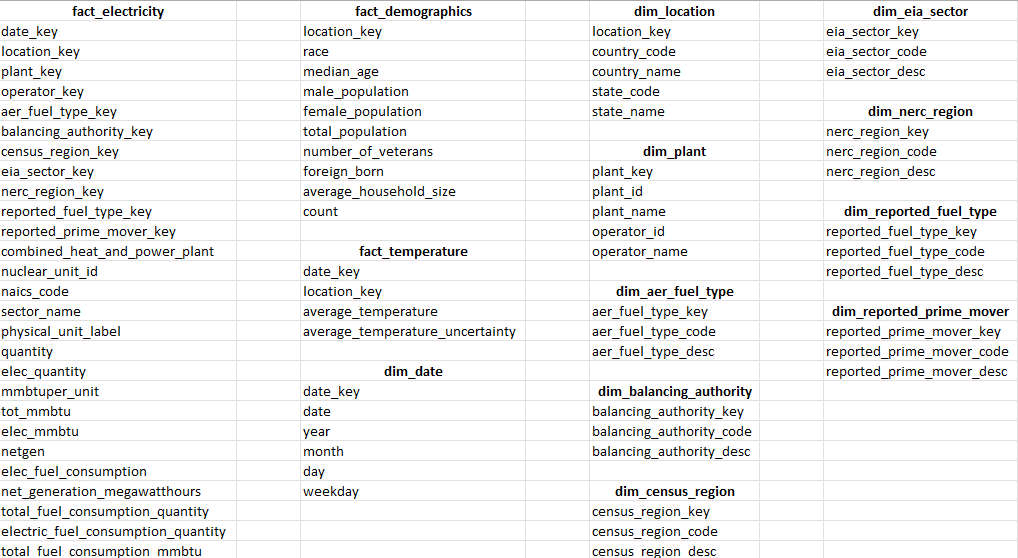 fact_electricity
date_key
location_key
plant_key
operator_key
aer_fuel_type_key
balancing_authority_key
census_region_key
eia_sector_key
nerc_region_key
reported_fuel_type_key
reported_prime_mover_key
combined_heat_and_power_plant
nuclear_unit_id
naics_code
sector_name
physical_unit_label
quantity
elec_quantity
mmbtuper_unit
tot_mmbtu
elec_mmbtu
netgen
elec_fuel_consumption
net_generation_megawatthours
total_fuel_consumption_quantity
electric_fuel_consumption_quantity
total_fuel_consumption_mmbtu
fact_demographics
location_key
race
median_age
male_population
female_population
total_population
number_of_veterans
foreign_born
average_household_size
count
fact_temperature
date_key
location_key
average_temperature
average_temperature_uncertainty
dim_date
date_key
date
year
month
day
weekday
dim_location
location_key
country_code
country_name
state_code
state_name
dim_plant
plant_key
plant_id
plant_name
operator_id
operator_name
dim_aer_fuel_type
aer_fuel_type_key
aer_fuel_type_code
aer_fuel_type_desc
dim_balancing_authority
balancing_authority_key
balancing_authority_code
balancing_authority_desc
dim_census_region
census_region_key
census_region_code
census_region_desc
dim_eia_sector
eia_sector_key
eia_sector_code
eia_sector_desc
dim_nerc_region
nerc_region_key
nerc_region_code
nerc_region_desc
dim_reported_fuel_type
reported_fuel_type_key
reported_fuel_type_code
reported_fuel_type_desc
dim_reported_prime_mover
reported_prime_mover_key
reported_prime_mover_code
reported_prime_mover_desc